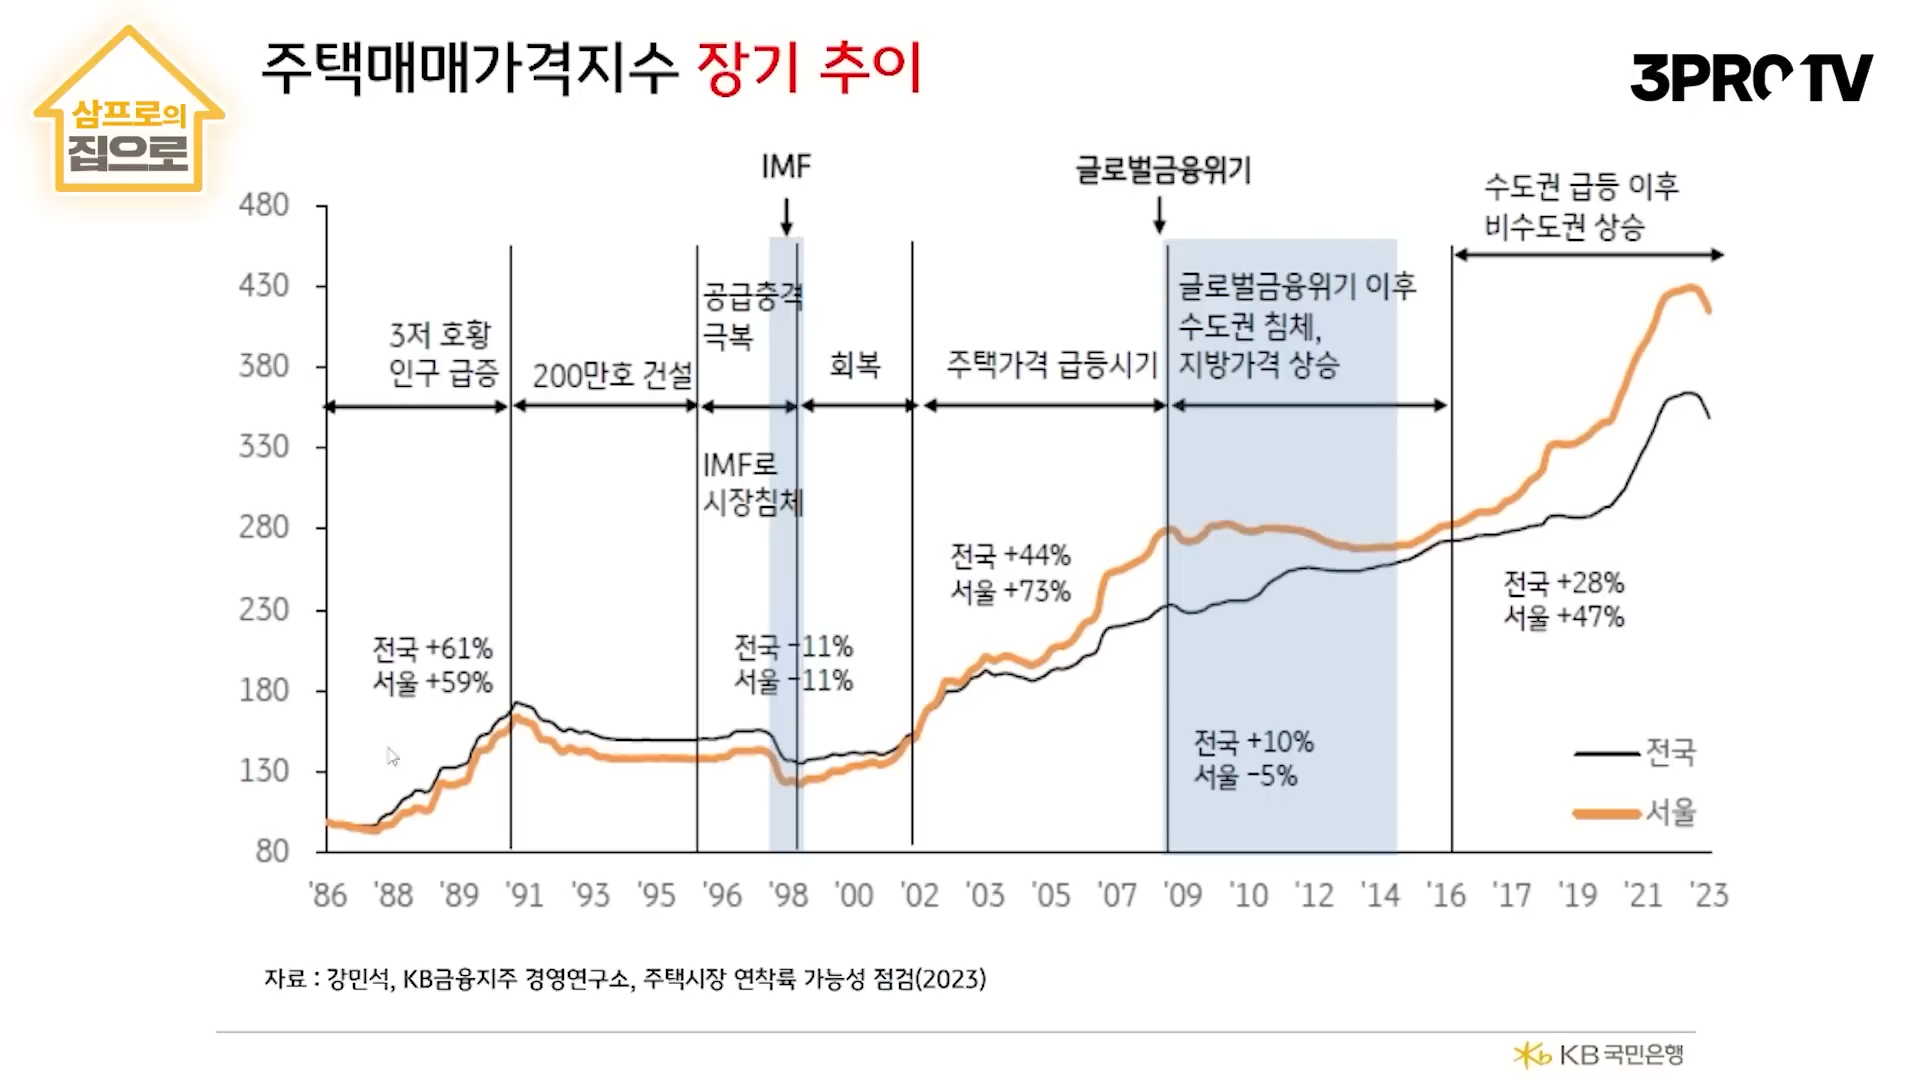 삼프로의
집으로
주택매매가격지수 장기 추이
3PROTV
IMF
글로벌금융위기
수도권 급등 이후
비수도권 상승
480
430
380
330
280
230
180
130
80
3저 호황
인구 급증
200만호 건설
공급충격
극복
회복
주택가격 급등시기
글로벌금융위기 이후
수도권 침체,
지방가격 상승
IMF로
시장침체
전국 +61%
서울 +59%
전국 -11%
서울 -11%
전국 +44%
서울 +73%
전국 +10%
서울 -5%
전국 +28%
서울 +47%
전국
서울
'86 '88 '89 '91 '93 '95 '96 '98 '00 '02 '03 '05 '07 '09 '10 '12 '14 '16 '17 '19 '21 '23
자료 : 강민석, KB금융지주 경영연구소, 주택시장 연착륙 가능성 점검(2023)
KB국민은행